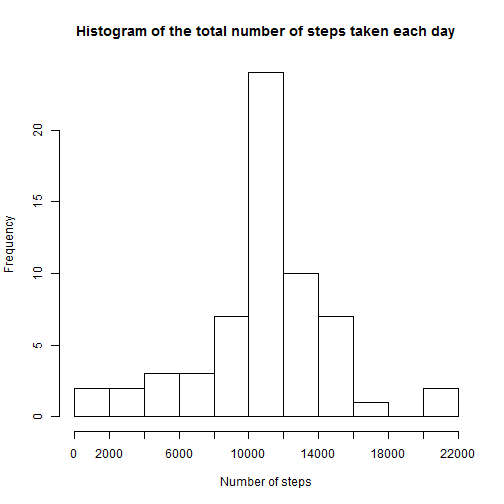 Histogram of the total number of steps taken each day
Frequency
20
15
10
5
0
0 2000 6000 10000 14000 18000 22000
Number of steps